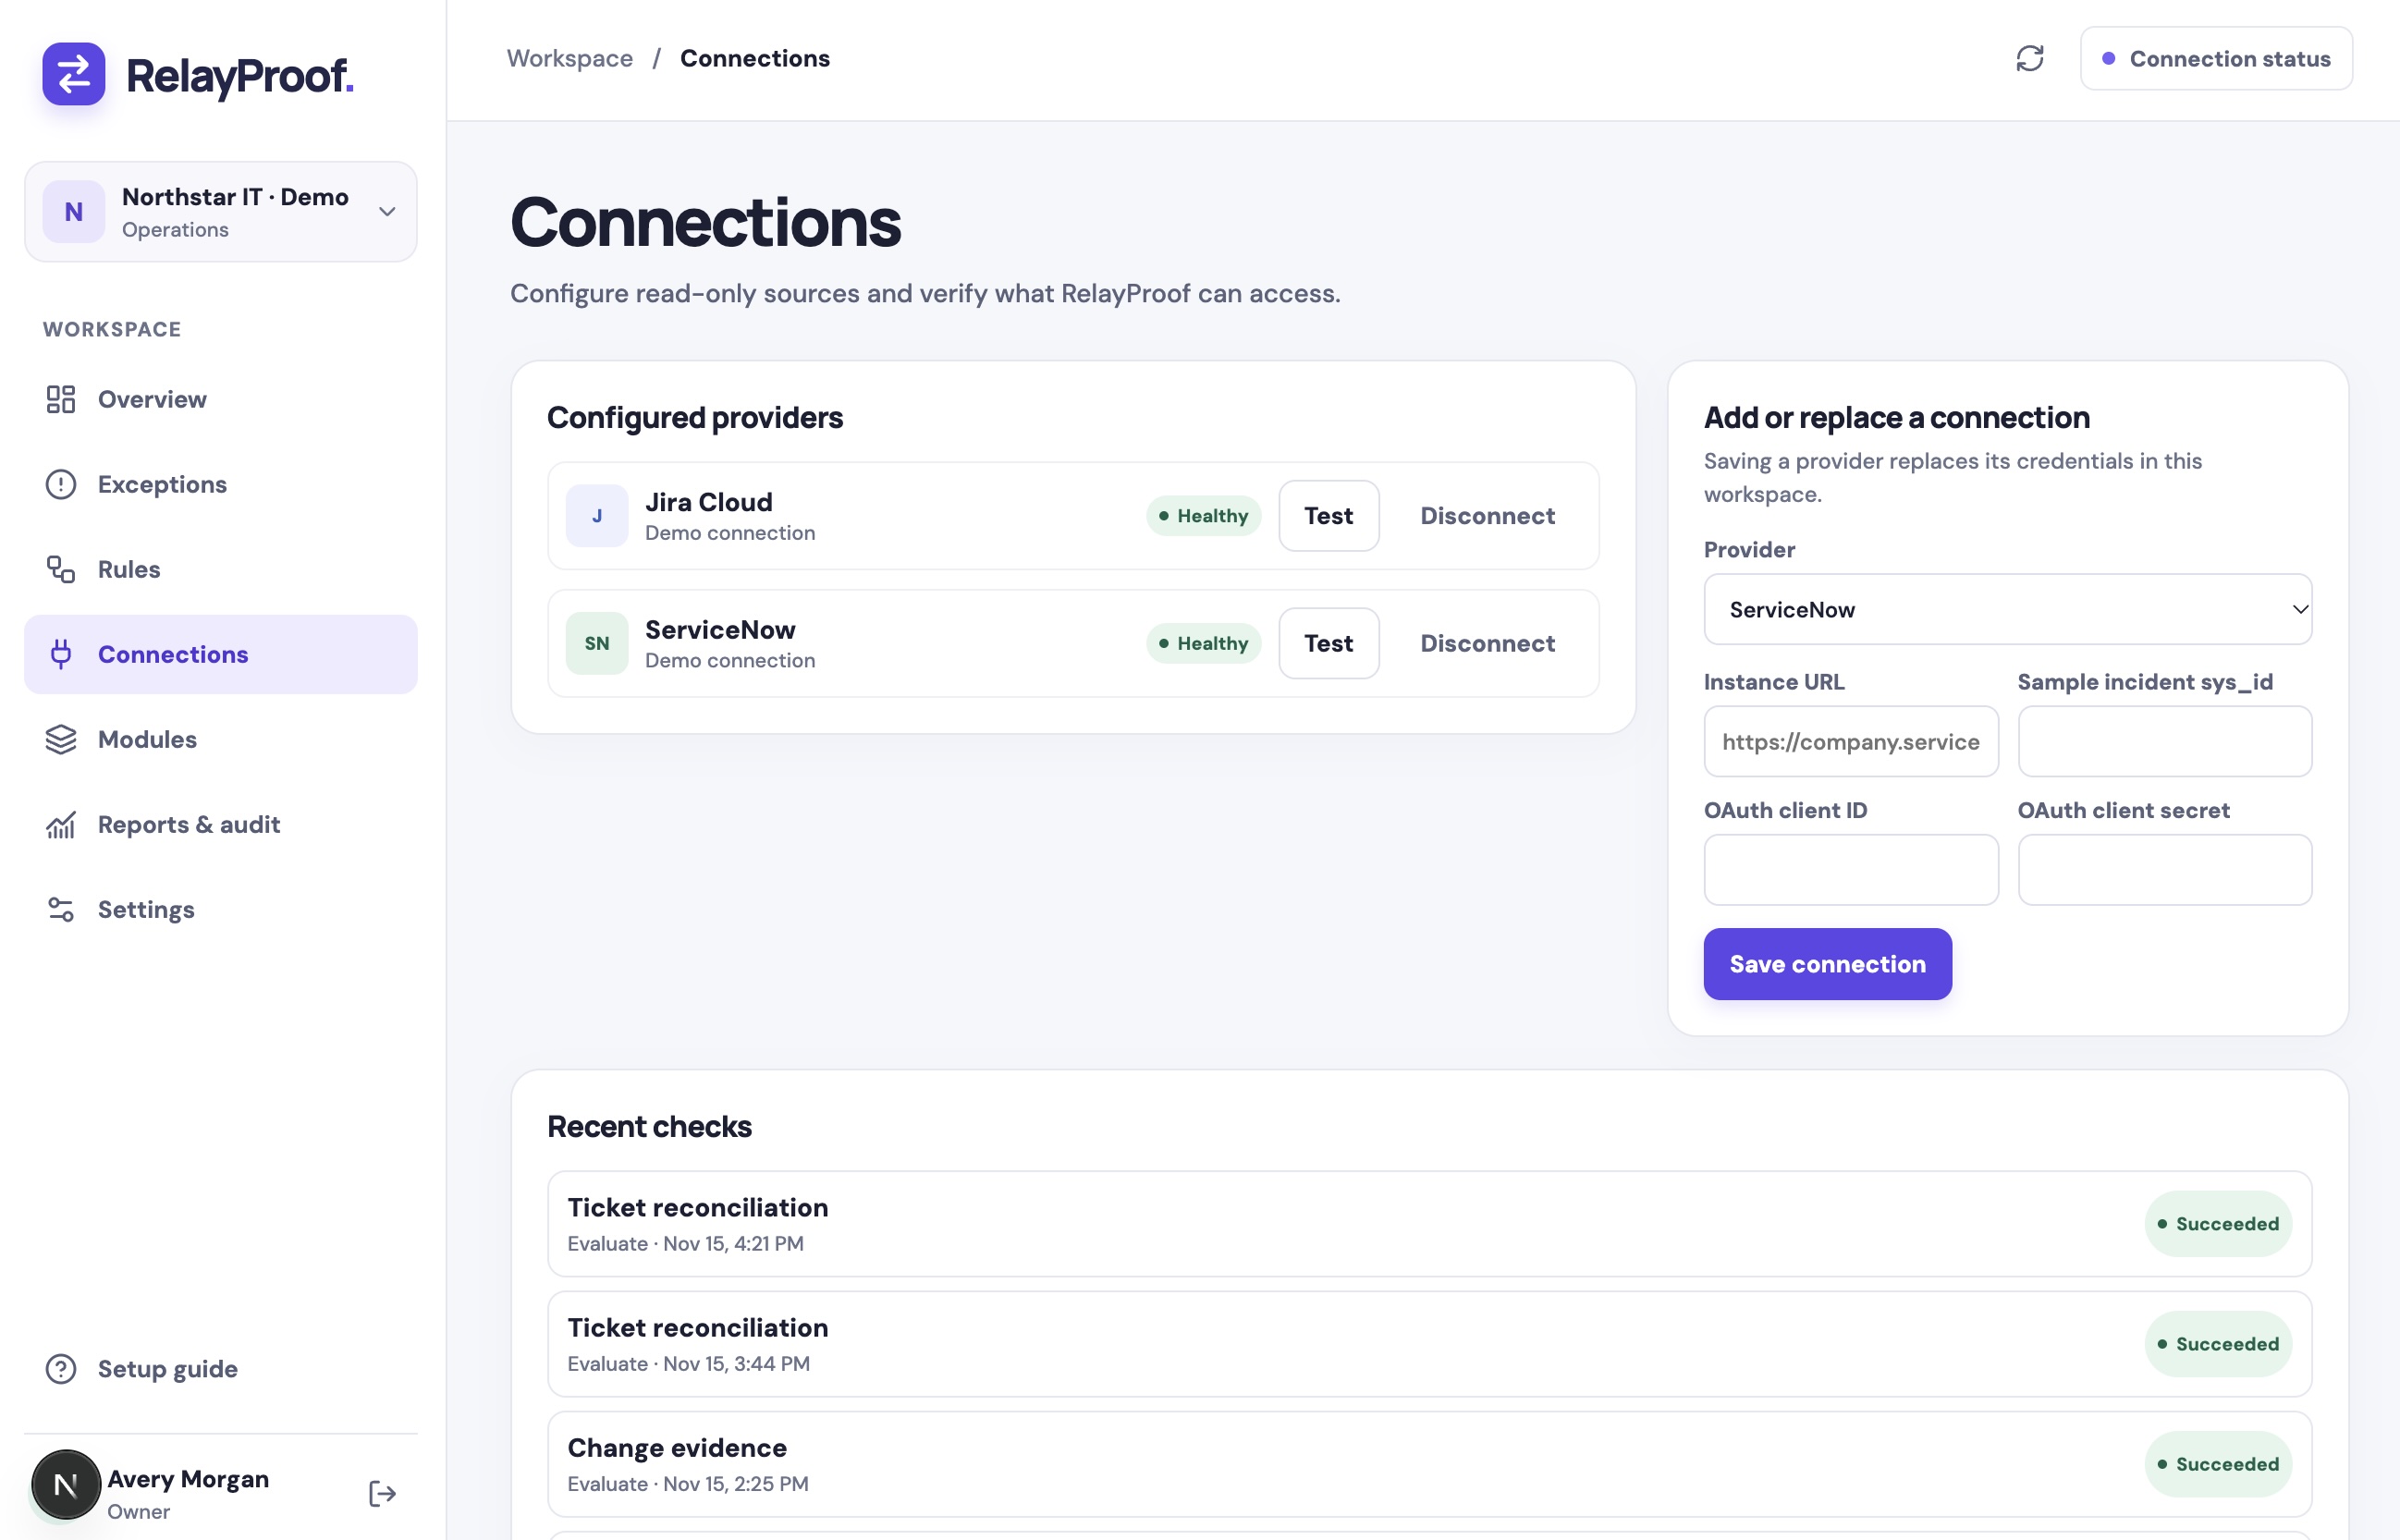 RelayProof.
N
Northstar IT · Demo
Operations
WORKSPACE
Overview
Exceptions
Rules
Connections
Modules
Reports & audit
Settings
Setup guide
N
Avery Morgan
Owner
Workspace / Connections
Connection status
Connections
Configure read-only sources and verify what RelayProof can access.
Configured providers
J
Jira Cloud
Demo connection
Healthy
Test
Disconnect
SN
ServiceNow
Demo connection
Healthy
Test
Disconnect
Add or replace a connection
Saving a provider replaces its credentials in this
workspace.
Provider
ServiceNow
Instance URL
https://company.service
Sample incident sys_id
OAuth client ID
OAuth client secret
Save connection
Recent checks
Ticket reconciliation
Evaluate · Nov 15, 4:21 PM
Succeeded
Ticket reconciliation
Evaluate · Nov 15, 3:44 PM
Succeeded
Change evidence
Evaluate · Nov 15, 2:25 PM
Succeeded